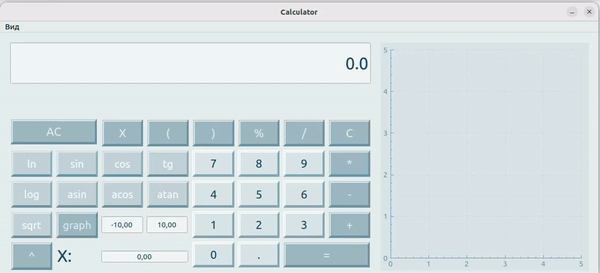 Calculator
Вид
0.0
AC X ( ) % / C
ln sin cos tg 7 8 9 *
log asin acos atan 4 5 6 -
sqrt graph -10,00 10,00 1 2 3 +
^ X: 0,00 0 . =
5
4
3
2
1
0
0 1 2 3 4 5